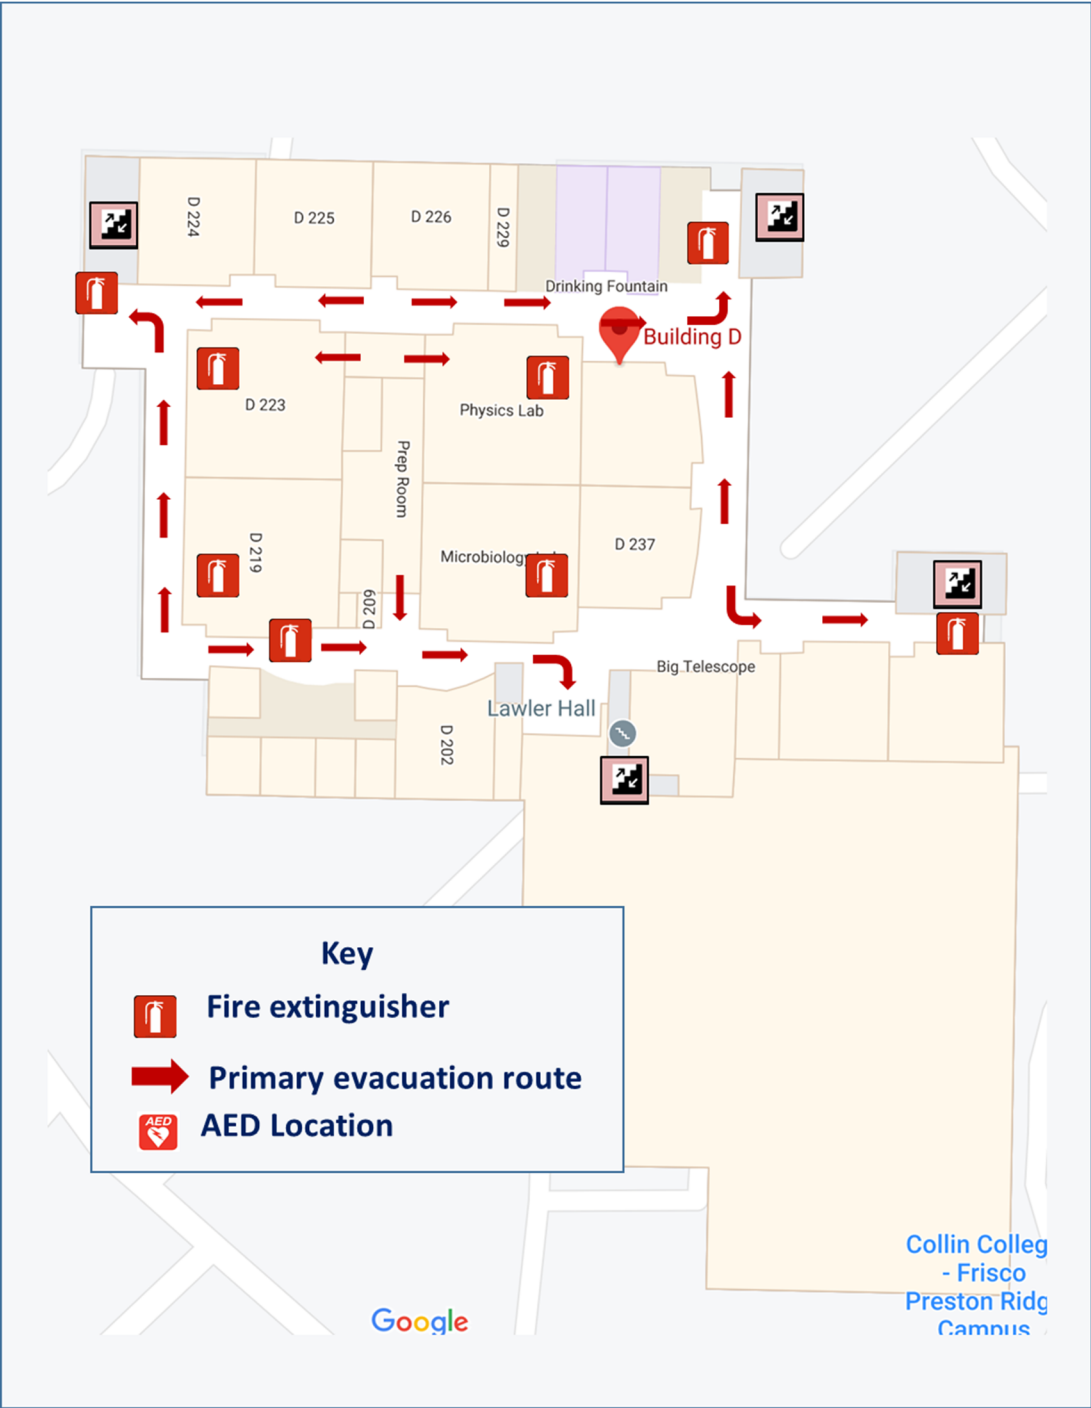 D 224
D 225
D 226
D 229
Drinking Fountain
Building D
D 223
Physics Lab
Prep Room
D 219
D 209
Microbiology
D 237
Big Telescope
Lawler Hall
D 202
Key
Fire extinguisher
Primary evacuation route
AED
AED Location
Collin Colleg
- Frisco
Preston Ridg
Campus
Google